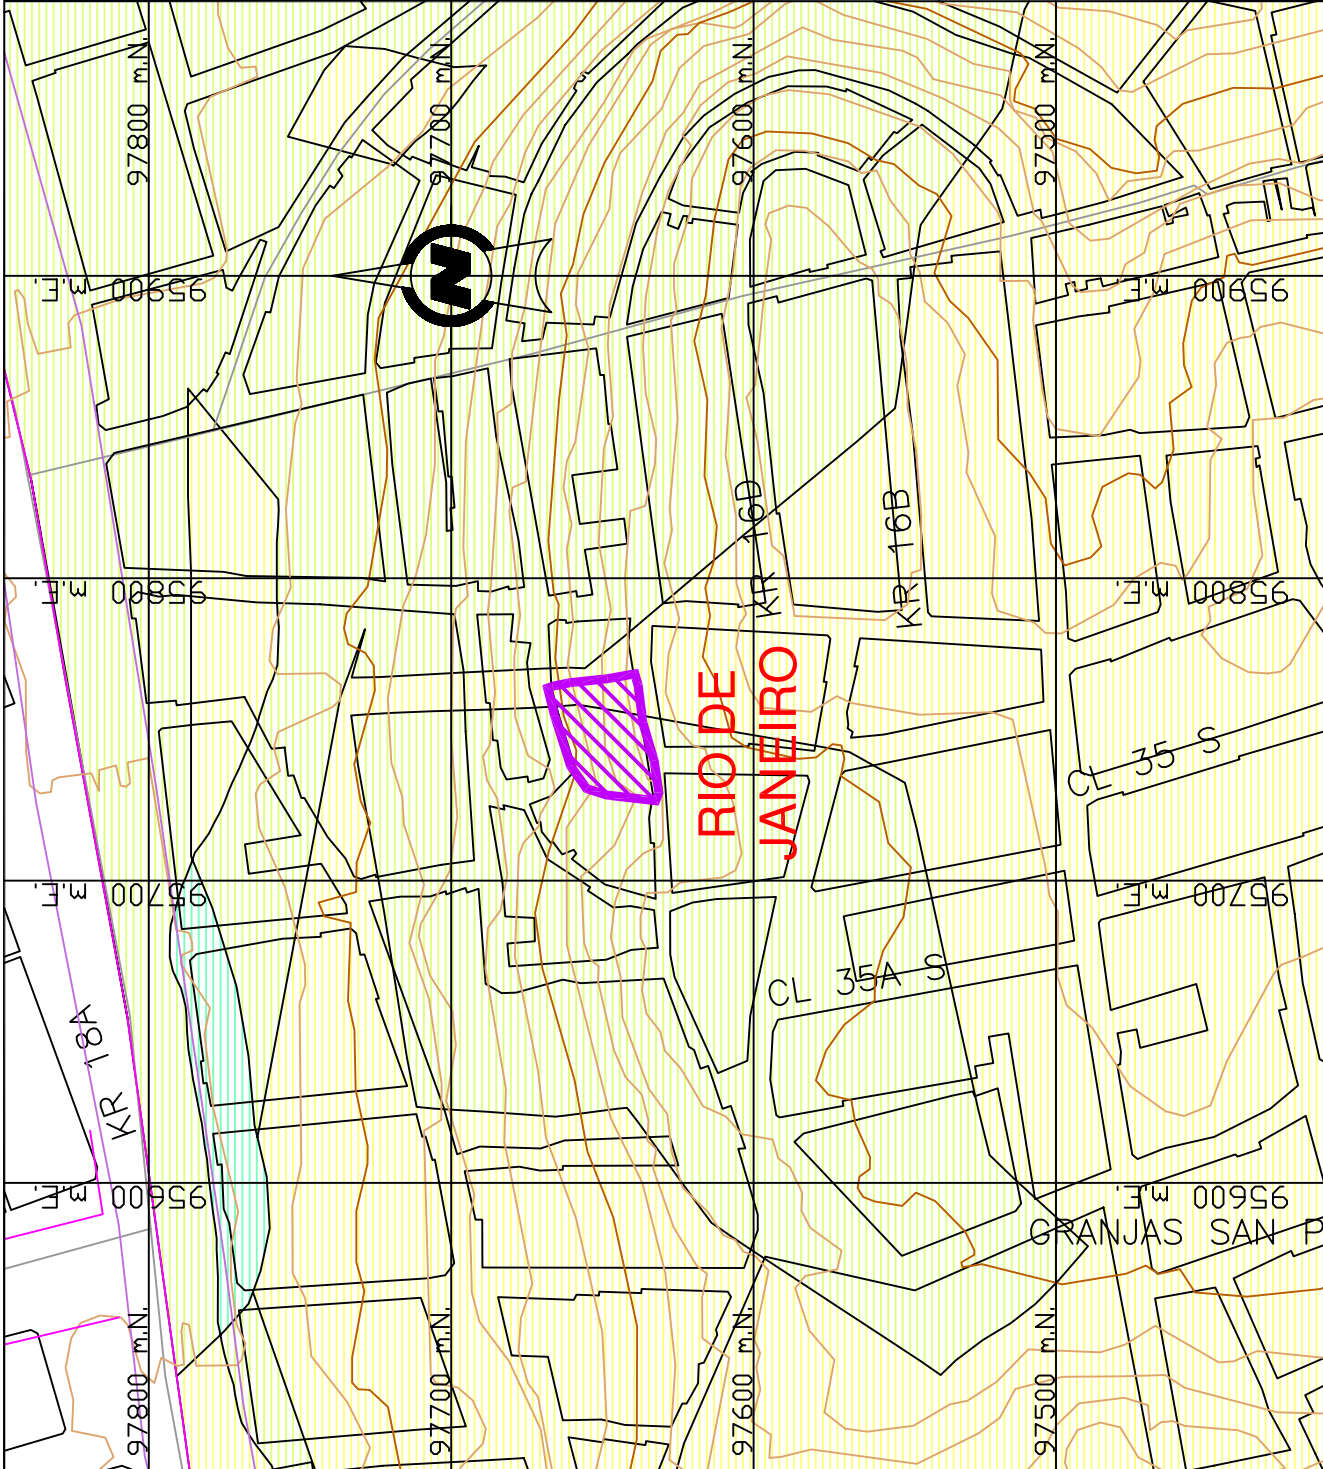 97800 m.N.
97700 m.N.
97600 m.N.
97500 m.N.
N
95900 m.E.
95900 m.E.
KR 16D
KR 16B
95800 m.E.
95800 m.E.
RIO DE
JANEIRO
CL 35 S
95700 m.E.
95700 m.E.
CL 35A S
KR 18A
95600 m.E.
95600 m.E.
GRANJAS SAN P
97800 m.N.
97700 m.N.
97600 m.N.
97500 m.N.